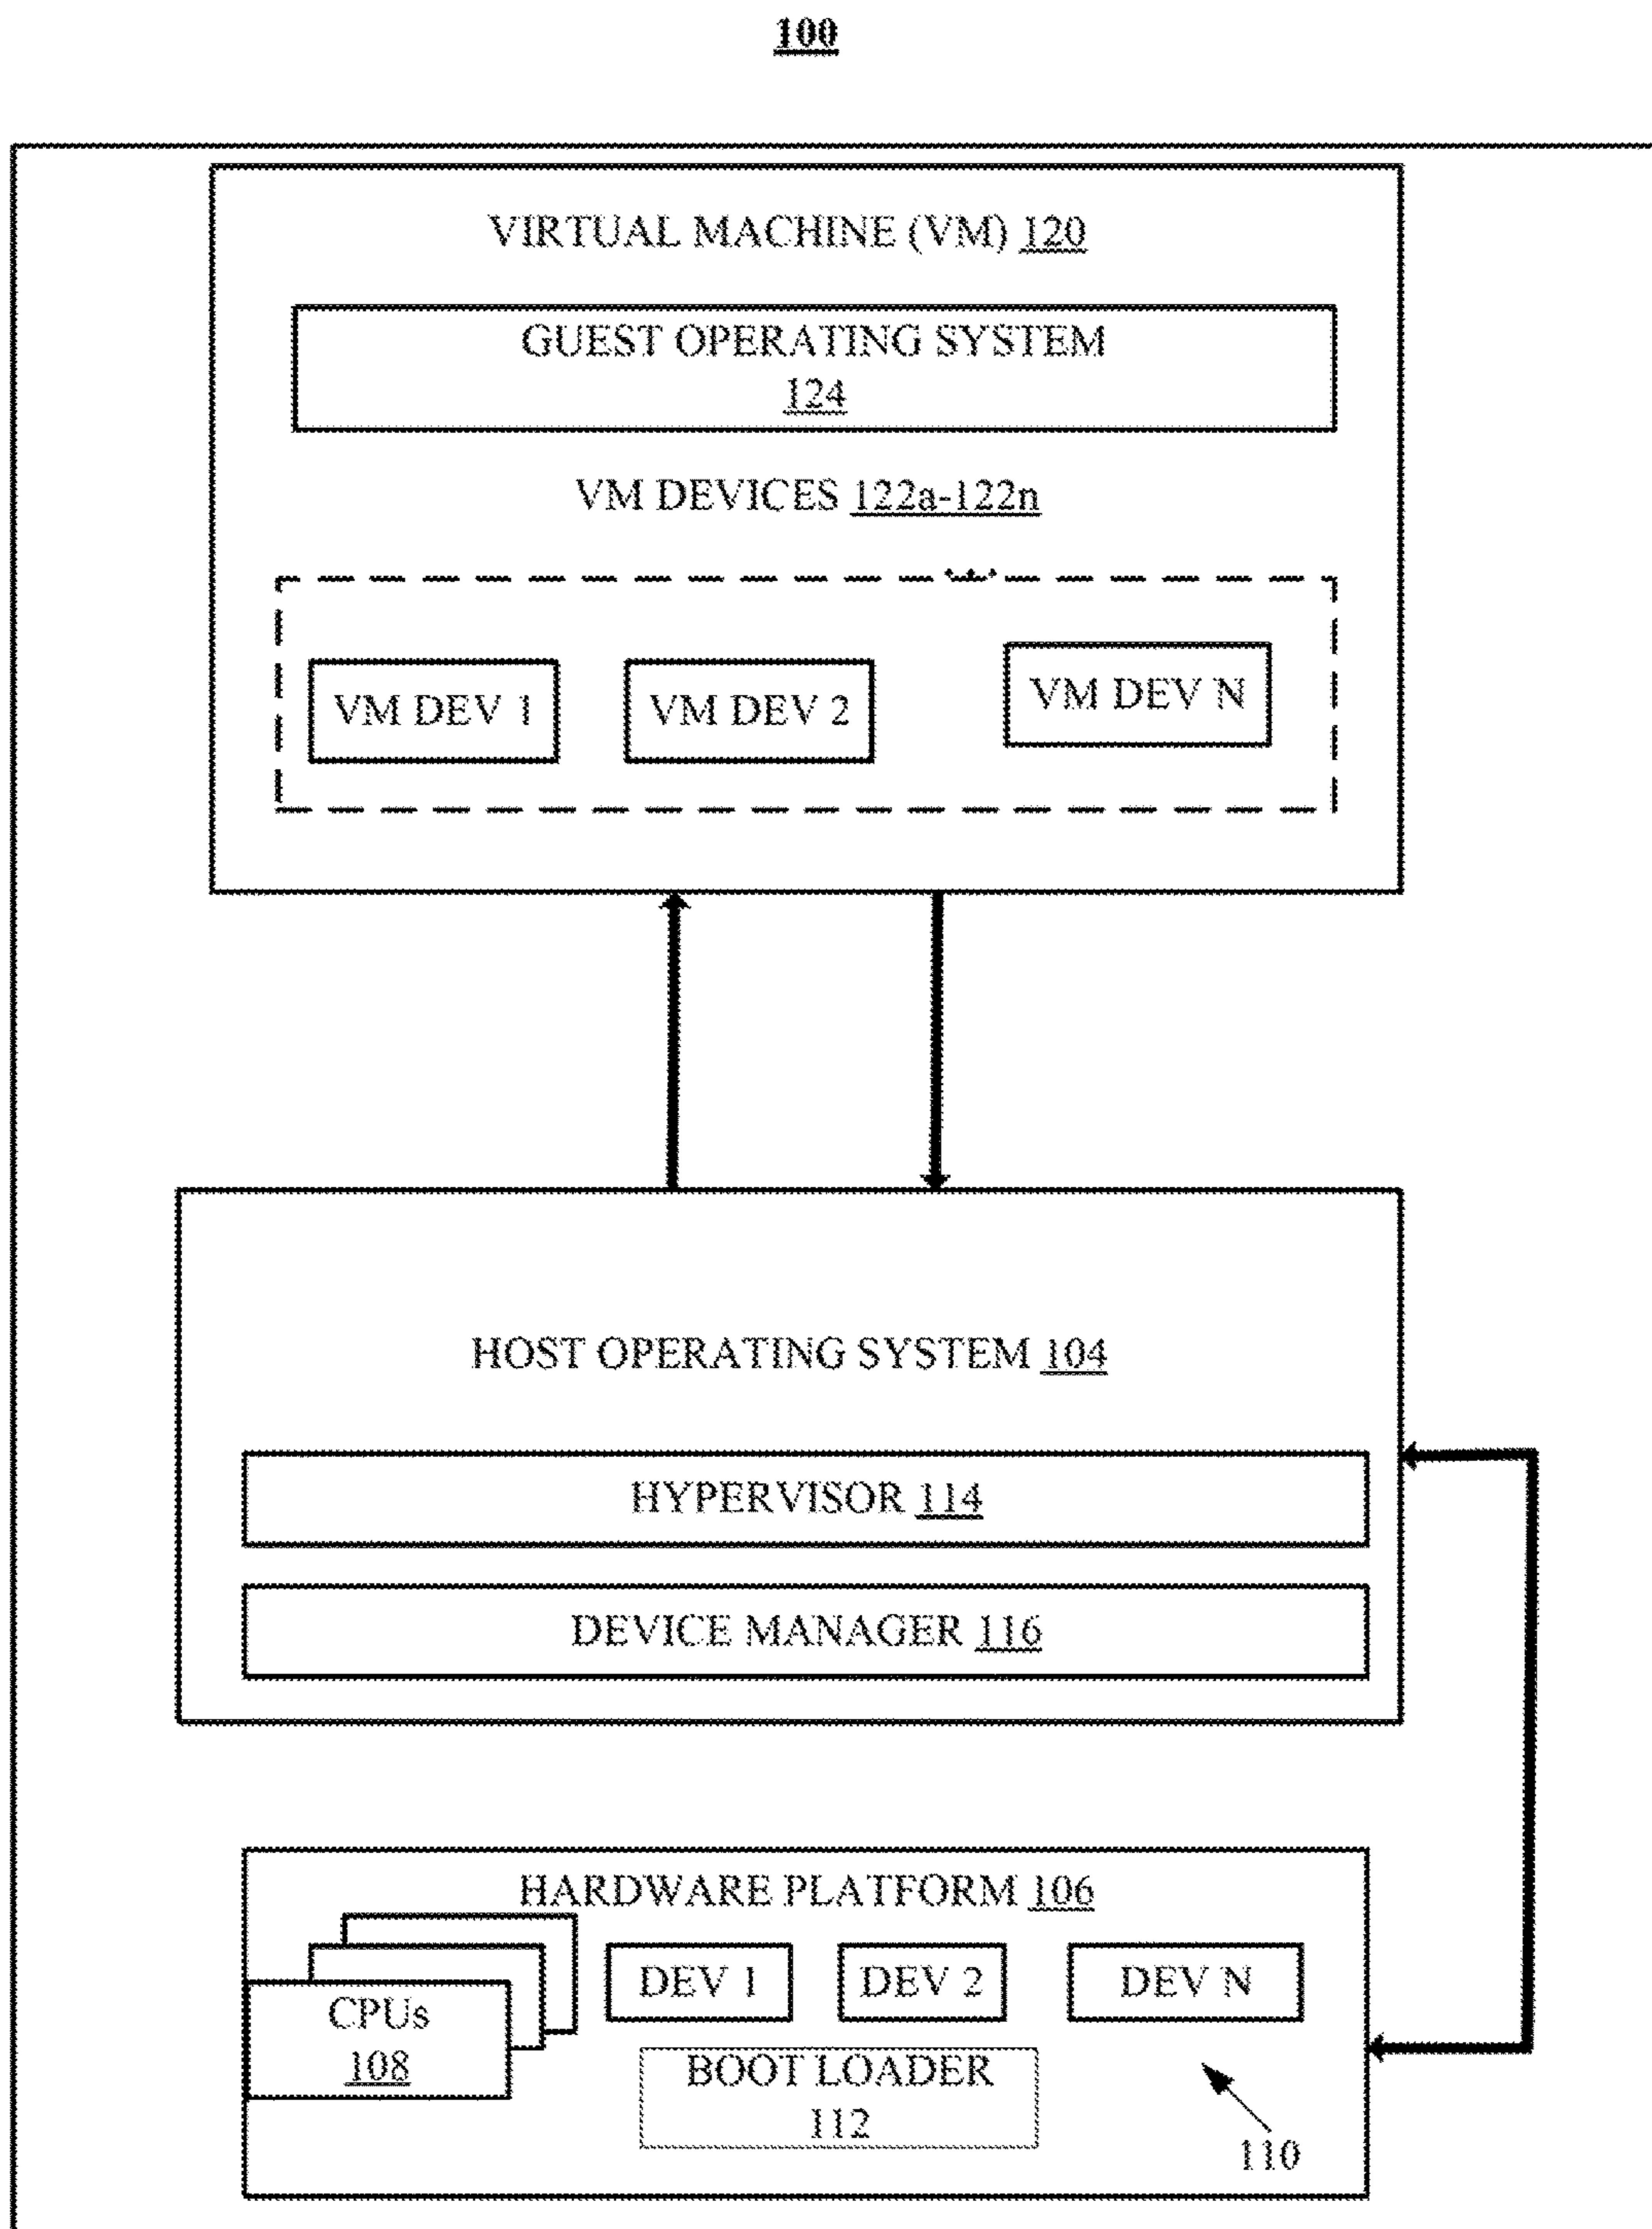 100
VIRTUAL MACHINE (VM) 120
GUEST OPERATING SYSTEM
124
VM DEVICES 122a-122n
...
VM DEV 1
VM DEV 2
VM DEV N
HOST OPERATING SYSTEM 104
HYPERVISOR 114
DEVICE MANAGER 116
HARDWARE PLATFORM 106
DEV 1
DEV 2
DEV N
CPUs
108
BOOT LOADER
112
110